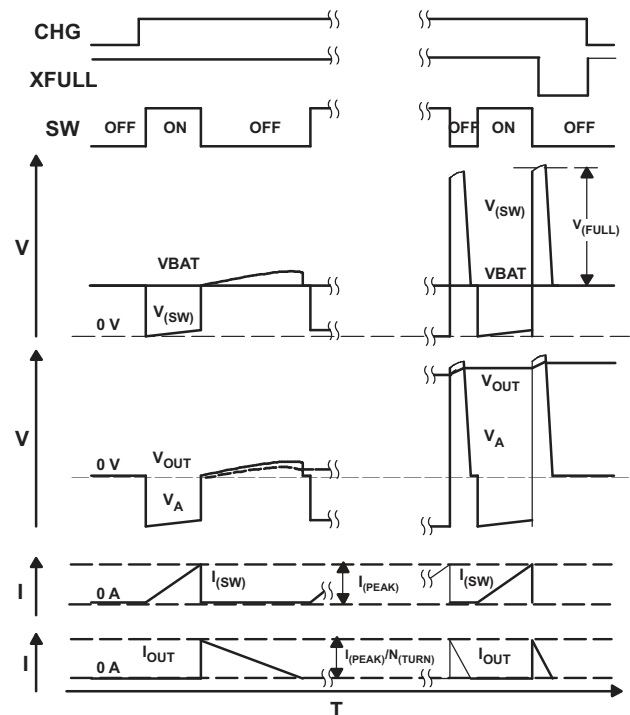 CHG
XFULL
SW OFF ON OFF OFF ON OFF
V
VBAT
0 V
V(SW)
V(SW)
VBAT
V(FULL)
V
0 V
VOUT
VA
VOUT
VA
I
0 A
I(SW)
I(PEAK)
I(SW)
I
0 A
IOUT
I(PEAK)/N(TURN)
IOUT
T